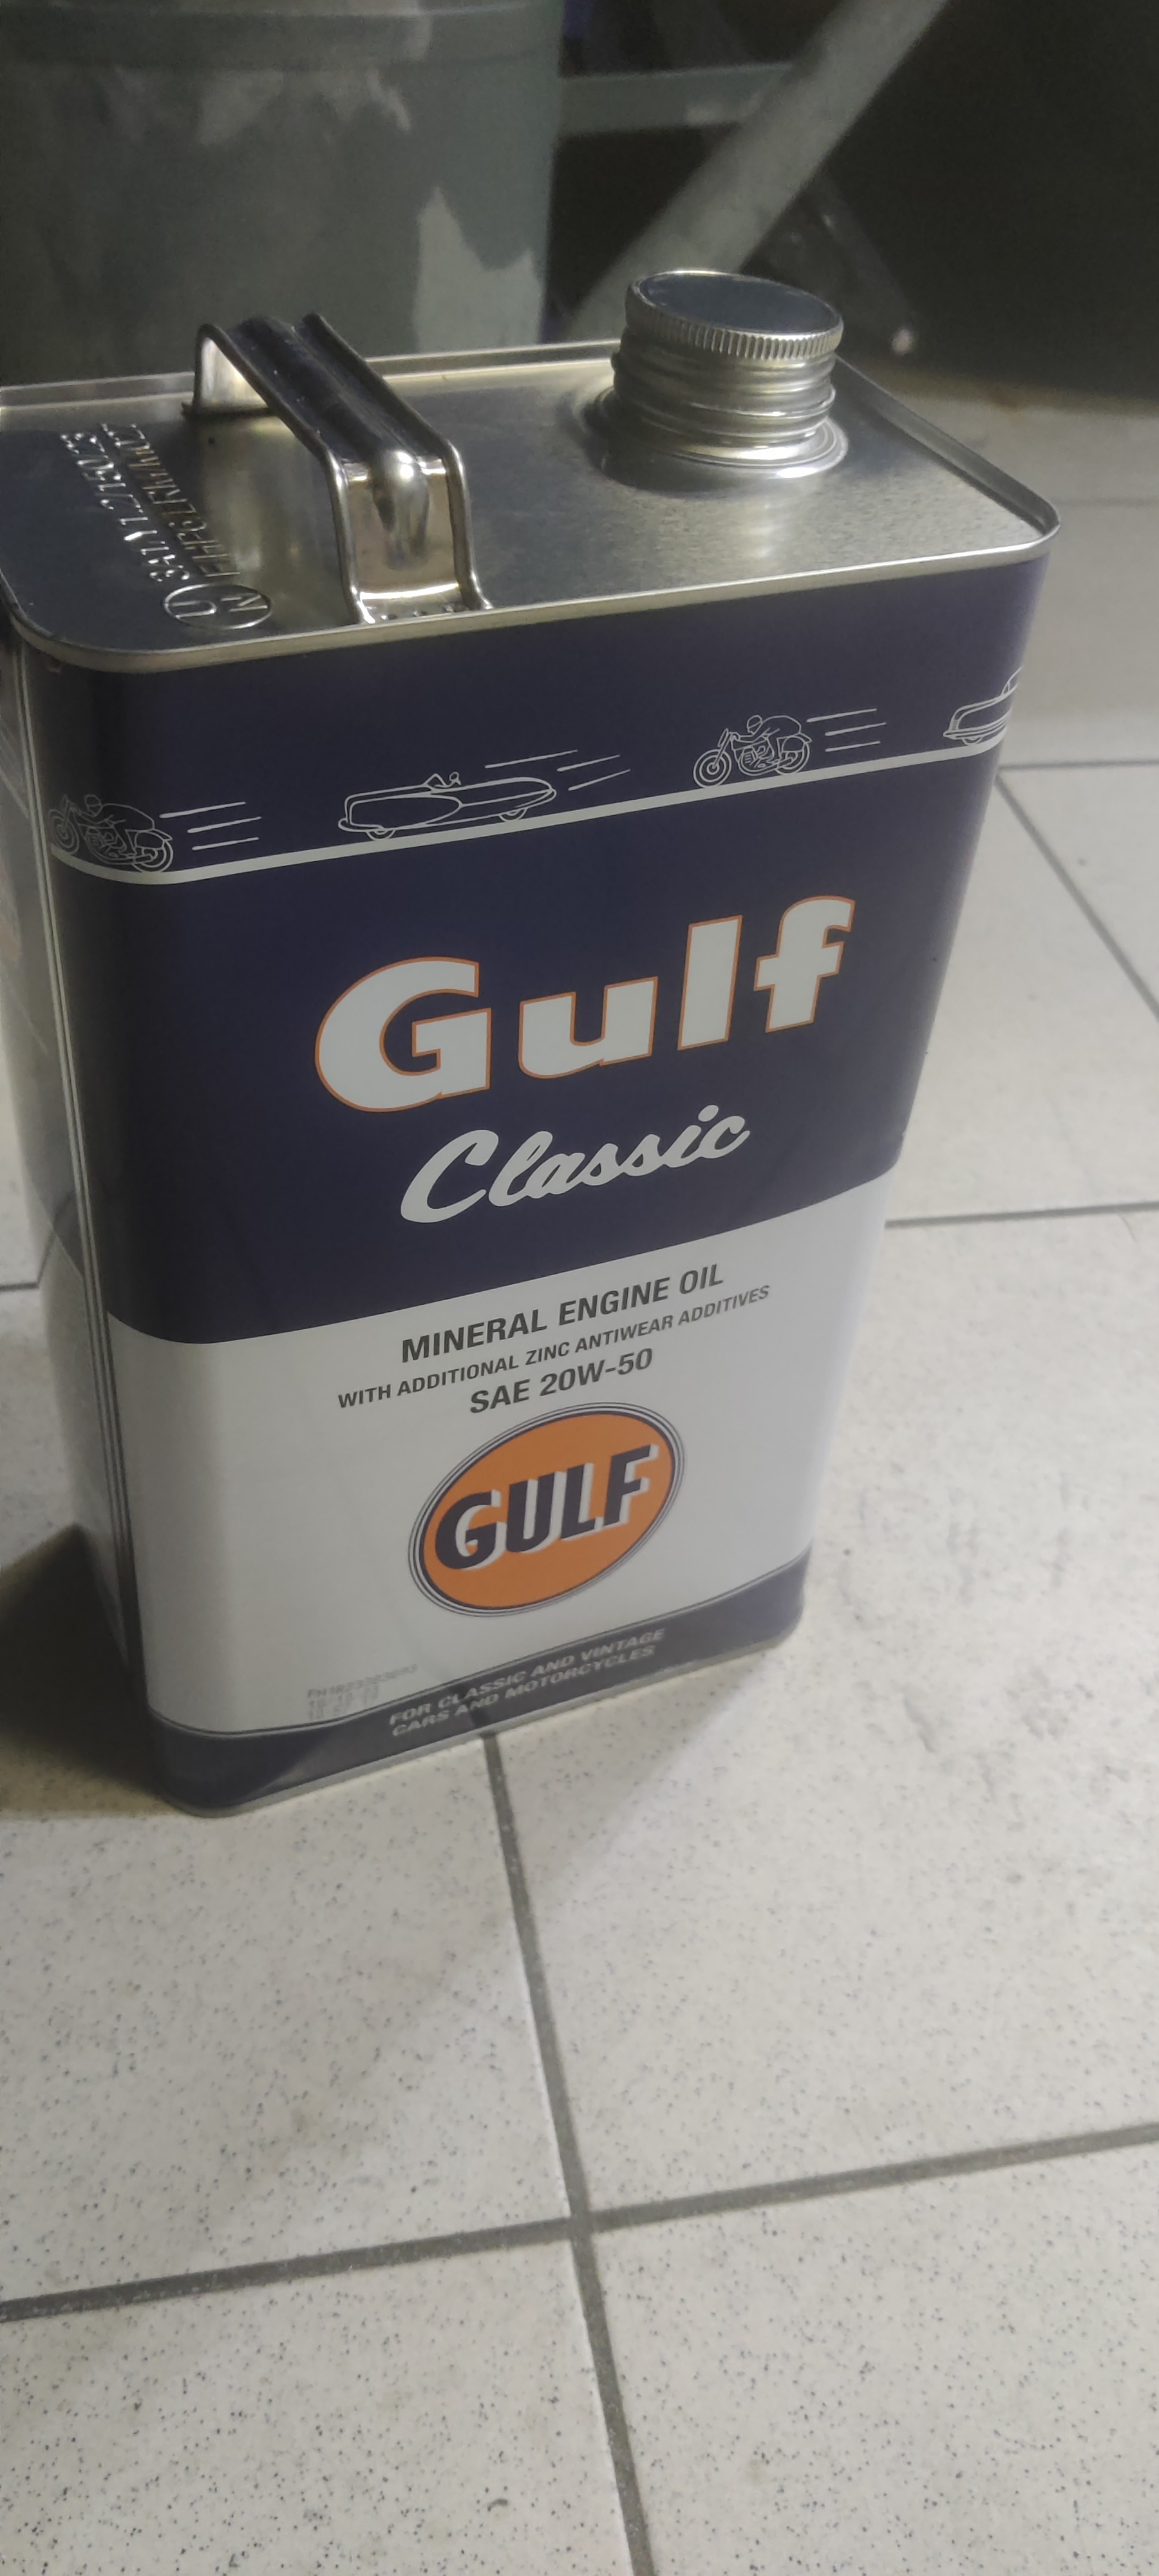 Gulf
Classic
MINERAL ENGINE OIL
WITH ADDITIONAL ZINC ANTIWEAR ADDITIVES
SAE 20W-50
GULF
FOR CLASSIC AND VINTAGE
CARS AND MOTORCYCLES